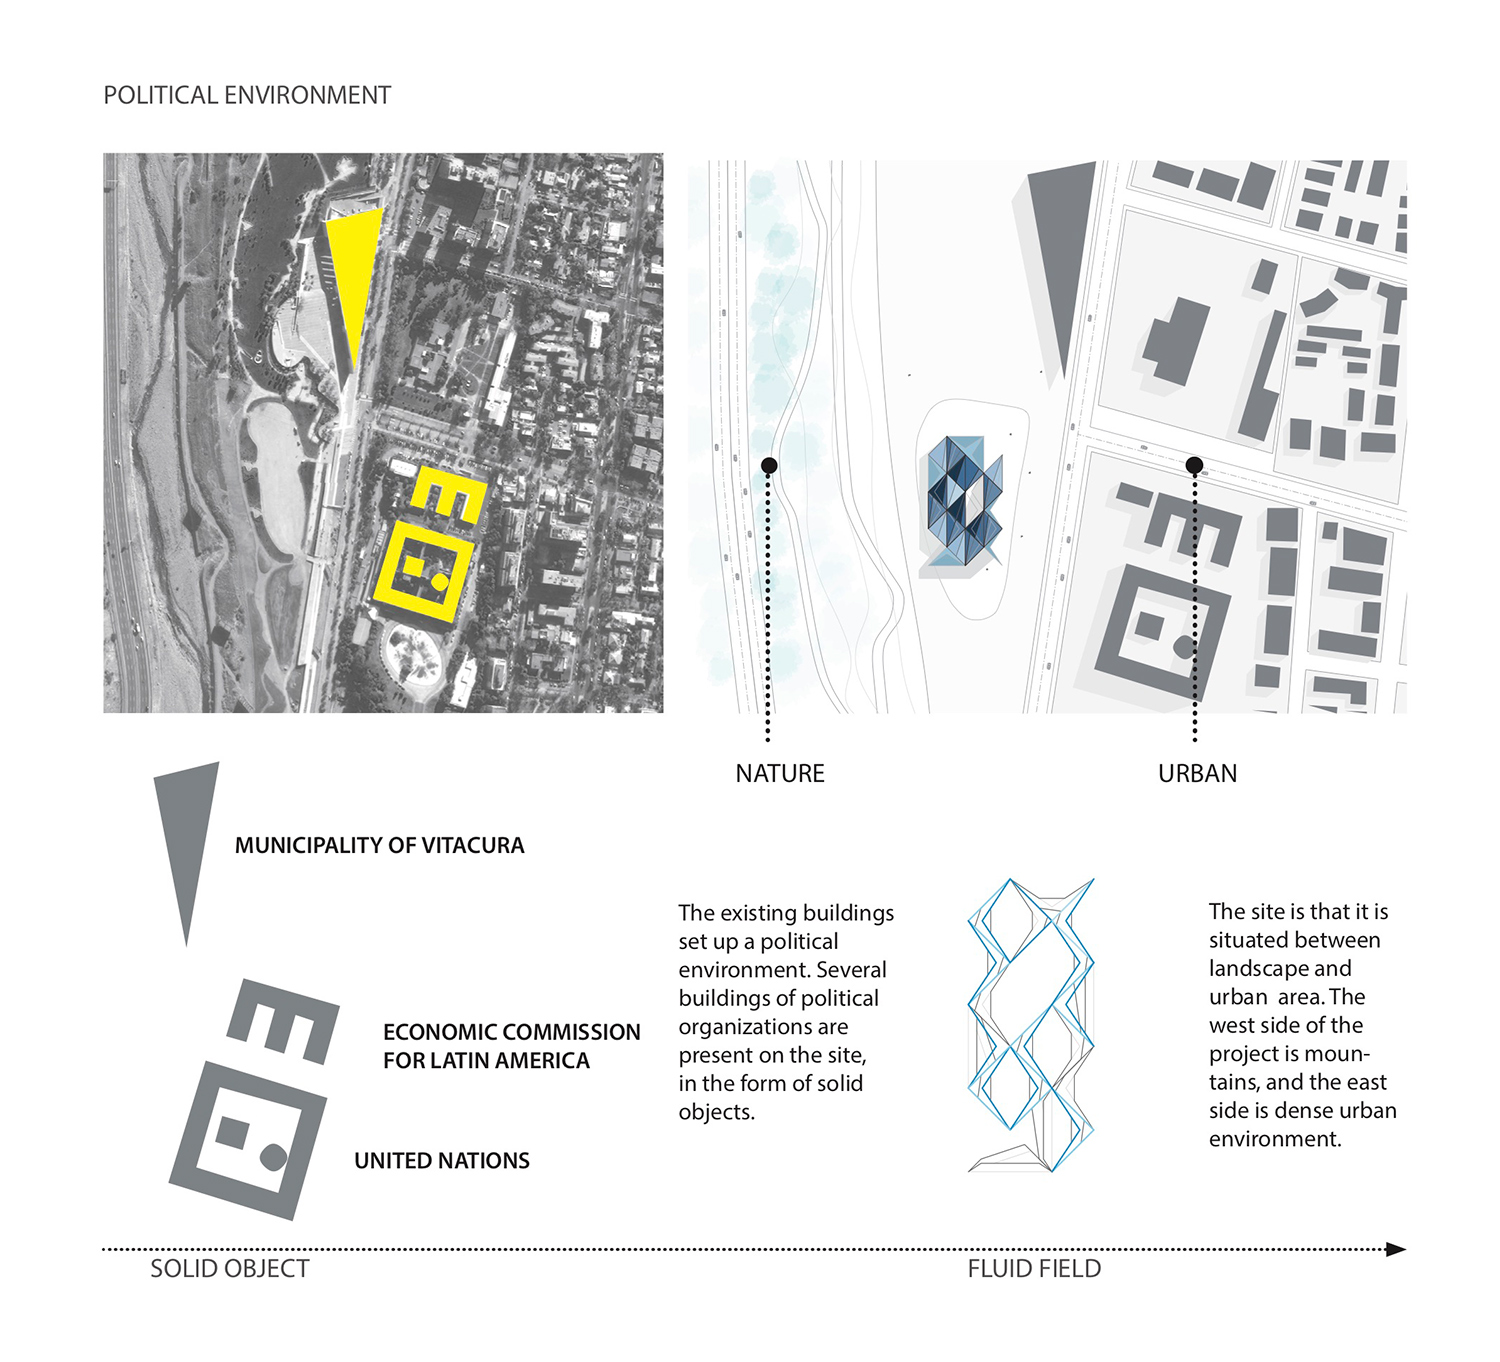 POLITICAL ENVIRONMENT
NATURE
URBAN
MUNICIPALITY OF VITACURA
ECONOMIC COMMISSION
FOR LATIN AMERICA
UNITED NATIONS
The existing buildings
set up a political
environment. Several
buildings of political
organizations are
present on the site,
in the form of solid
objects.
The site is that it is
situated between
landscape and
urban  area. The
west side of the
project is moun-
tains, and the east
side is dense urban
environment.
SOLID OBJECT
FLUID FIELD